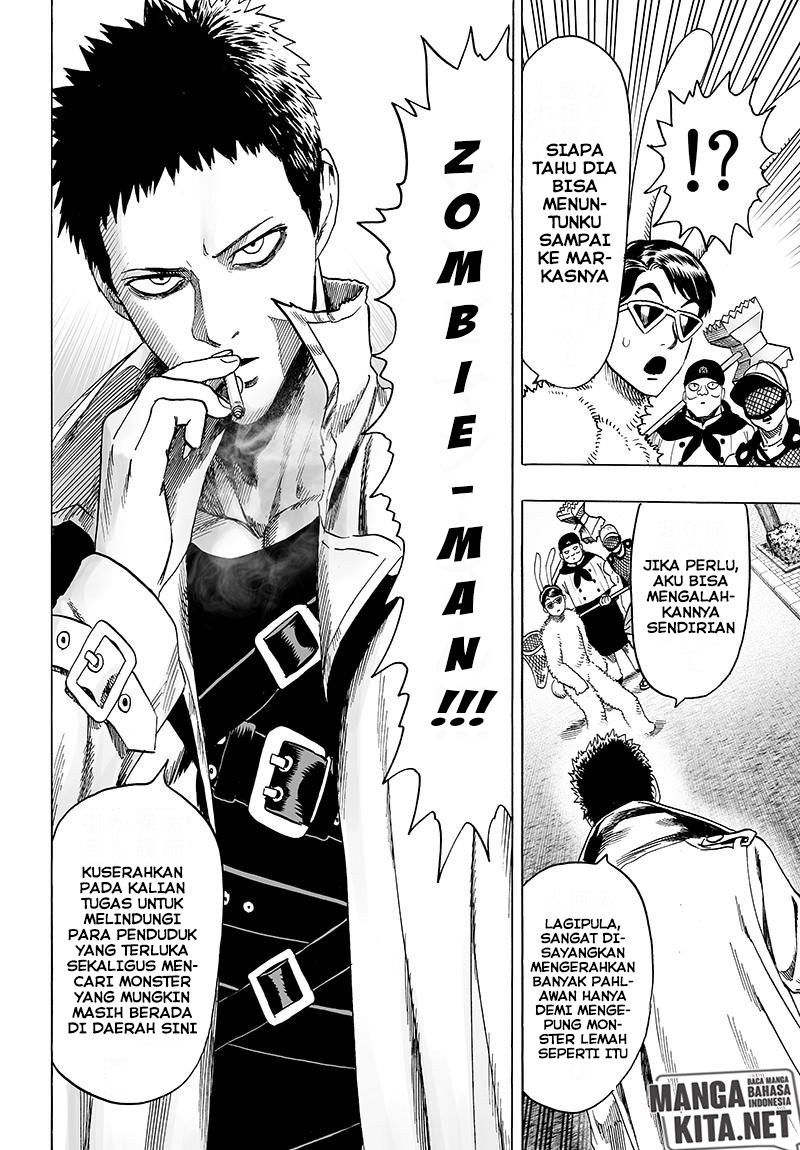 !?
SIAPA
TAHU DIA
BISA
MENUN-
TUNKU
SAMPAI
KE MAR-
KASNYA
JIKA PERLU,
AKU BISA
MENGALAH-
KANNYA
SENDIRIAN
LAGIPULA,
SANGAT DI-
SAYANGKAN
MENGERAHKAN
BANYAK PAHL-
AWAN HANYA
DEMI MENGE-
PUNG MON-
STER LEMAH
SEPERTI ITU
ZOMBIE-MAN!!!
KUSERAHKAN
PADA KALIAN
TUGAS UNTUK
MELINDUNGI
PARA PENDUDUK
YANG TERLUKA
SEKALIGUS MEN-
CARI MONSTER
YANG MUNGKIN
MASIH BERADA
DI DAERAH SINI
MANGA
BACA MANGA
BAHASA
INDONESIA
KITA.NET